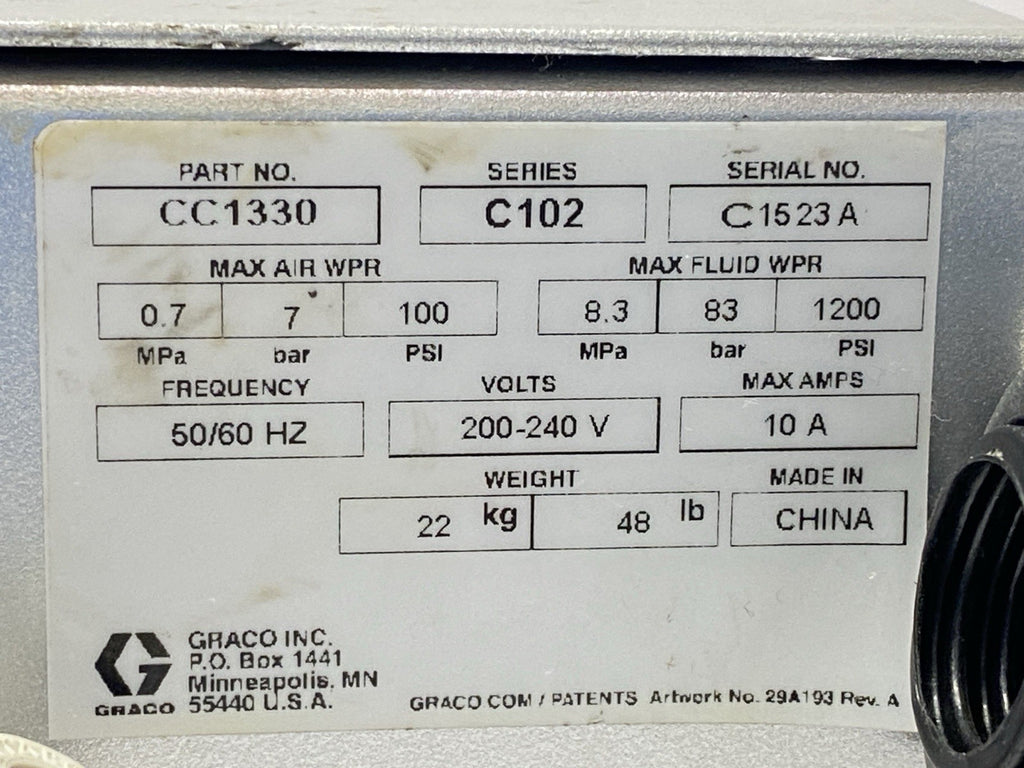 PART NO. SERIES SERIAL NO.
CC1330 C102 C1523A
MAX AIR WPR MAX FLUID WPR
0.7 7 100 8.3 83 1200
MPa bar PSI MPa bar PSI
FREQUENCY VOLTS MAX AMPS
50/60 HZ 200-240 V 10 A
WEIGHT MADE IN
22 kg 48 lb CHINA
GRACO INC.
P.O. Box 1441
Minneapolis, MN
GRACO 55440 U.S.A.
GRACO COM / PATENTS Artwork No. 29A193 Rev. A